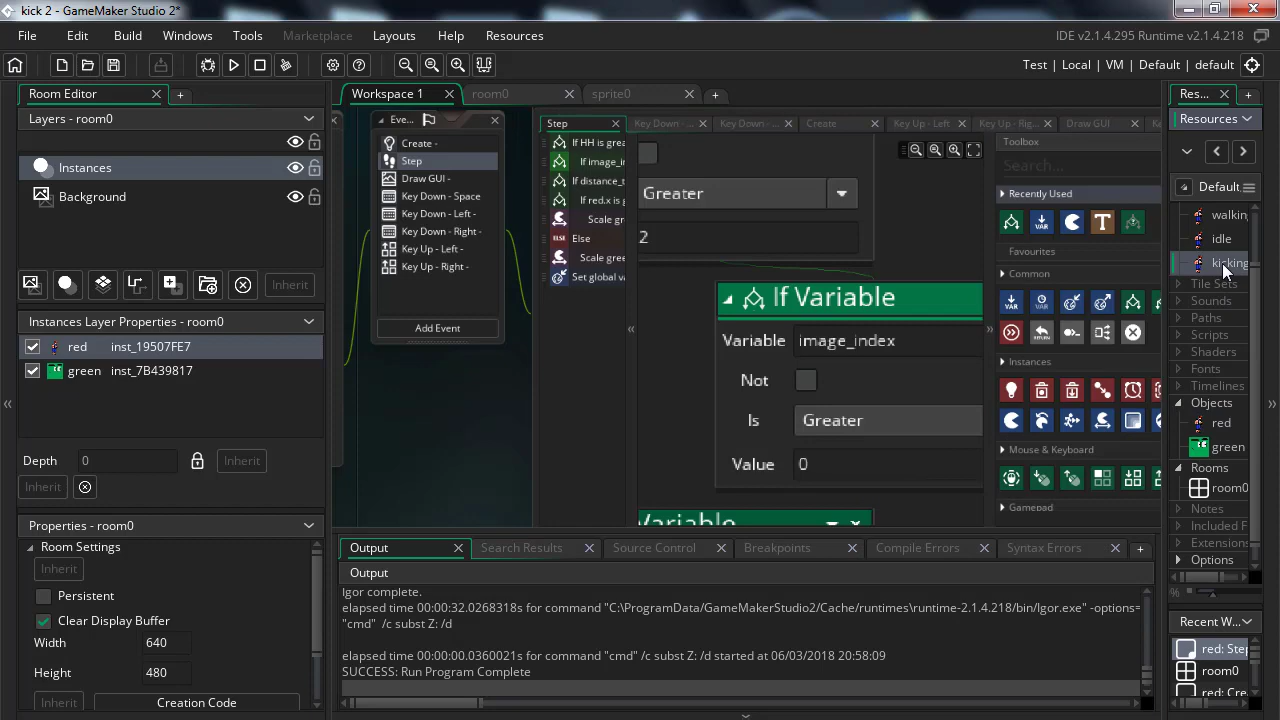 kick 2 - GameMaker Studio 2*
File Edit Build Windows Tools Marketplace Layouts Help Resources
IDE v2.1.4.295 Runtime v2.1.4.218
Test | Local | VM | Default | default
Room Editor
Layers - room0
Instances
Background
Inherit
Instances Layer Properties - room0
red inst_19507FE7
green inst_7B439817
Depth 0 Inherit
Inherit
Properties - room0
Room Settings
Inherit
Persistent
Clear Display Buffer
Width 640
Height 480
Inherit Creation Code
Workspace 1 room0 sprite0
Eve...
Create -
Step
Draw GUI -
Key Down - Space
Key Down - Left -
Key Down - Right -
Key Up - Left -
Key Up - Right -
Add Event
Step Key Down - ... Key Down - ... Create Key Up - Left Key Up - Rig... Draw GUI
If HH is grea
If image_i
If distance_t
If red.x is g
Scale gr
Else
Scale gree
Set global va
Greater
2
If Variable
Variable image_index
Not
Is Greater
Value 0
Variable
Toolbox
Search...
Recently Used
Favourites
Common
Instances
Mouse & Keyboard
Gamepad
Output Search Results Source Control Breakpoints Compile Errors Syntax Errors
Output
Igor complete.
elapsed time 00:00:32.0268318s for command "C:\ProgramData/GameMakerStudio2/Cache/runtimes\runtime-2.1.4.218/bin/Igor.exe" -options=
"cmd" /c subst Z: /d
elapsed time 00:00:00.0360021s for command "cmd" /c subst Z: /d started at 06/03/2018 20:58:09
SUCCESS: Run Program Complete
Res...
Resources
Default
walkin
idle
kicking
Tile Sets
Sounds
Paths
Scripts
Shaders
Fonts
Timelines
Objects
red
green
Rooms
room0
Notes
Included F
Extensions
Options
%
Recent W...
red: Ste
room0
red: Cre